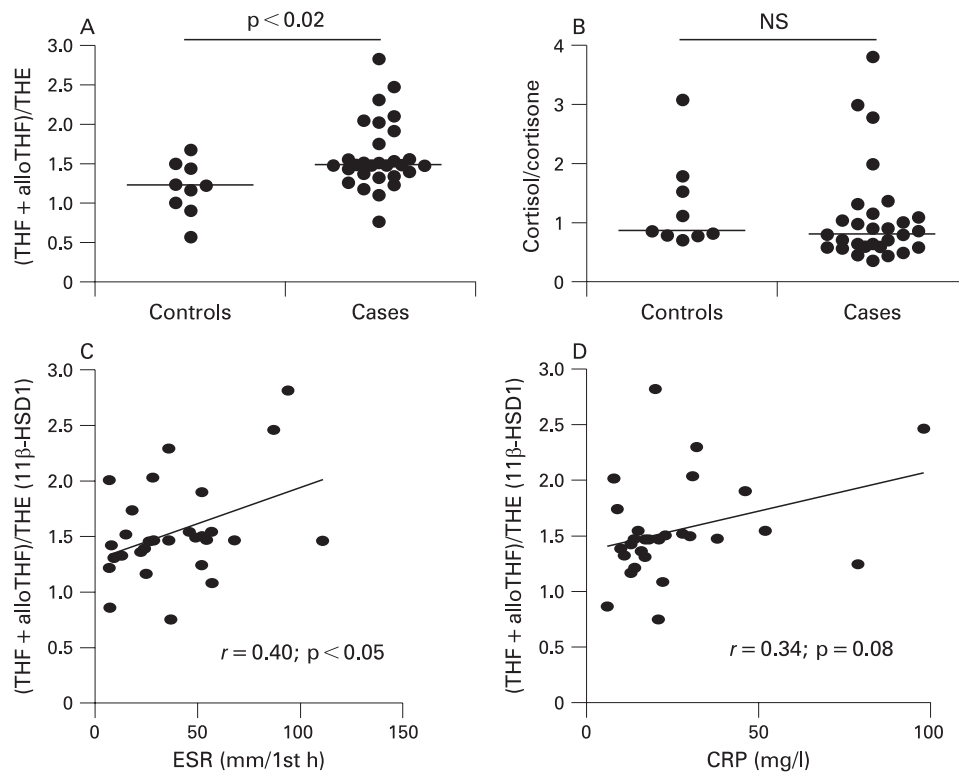 A
p < 0.02
(THF + alloTHF)/THE
3.0
2.5
2.0
1.5
1.0
0.5
0
Controls
Cases
B
NS
Cortisol/cortisone
4
3
2
1
0
Controls
Cases
C
(THF + alloTHF)/THE (11β-HSD1)
3.0
2.5
2.0
1.5
1.0
0.5
0
r = 0.40; p < 0.05
0
50
100
150
ESR (mm/1st h)
D
(THF + alloTHF)/THE (11β-HSD1)
3.0
2.5
2.0
1.5
1.0
0.5
0
r = 0.34; p = 0.08
0
50
100
CRP (mg/l)